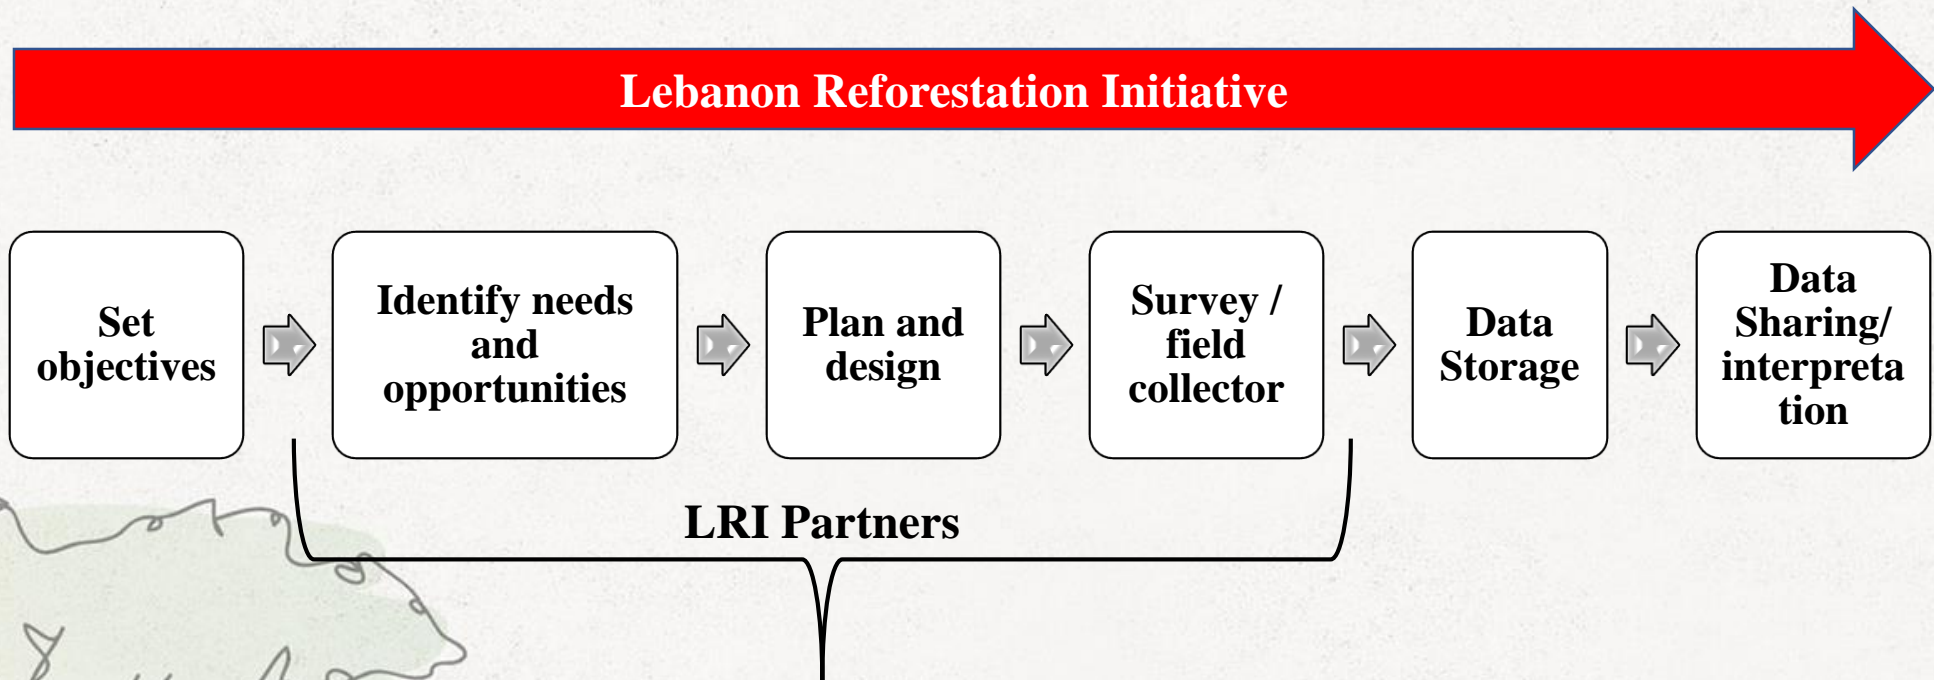 Lebanon Reforestation Initiative
Set
objectives
Identify needs
and
opportunities
Plan and
design
Survey /
field
collector
Data
Storage
Data
Sharing/
interpreta
tion
LRI Partners